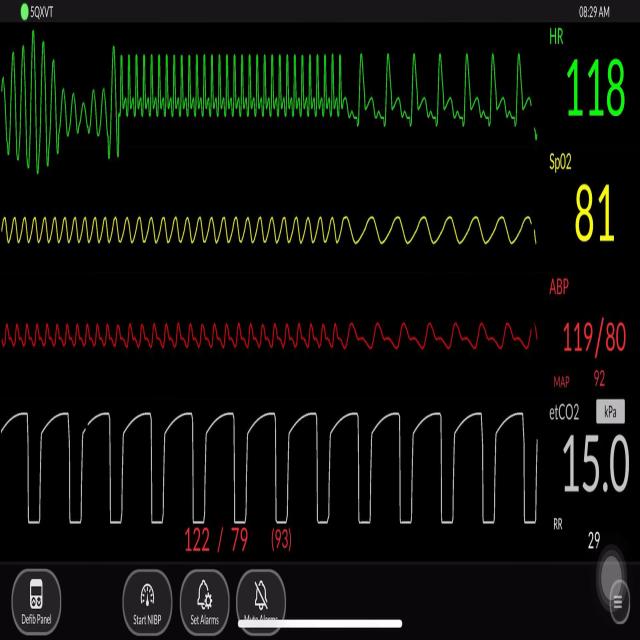 5QXVT
08:29 AM
HR
118
SpO2
81
ABP
119/80
MAP 92
etCO2 kPa
15.0
RR
29
122 / 79 (93)
Defib Panel
Start NIBP
Set Alarms
Mute Alarms